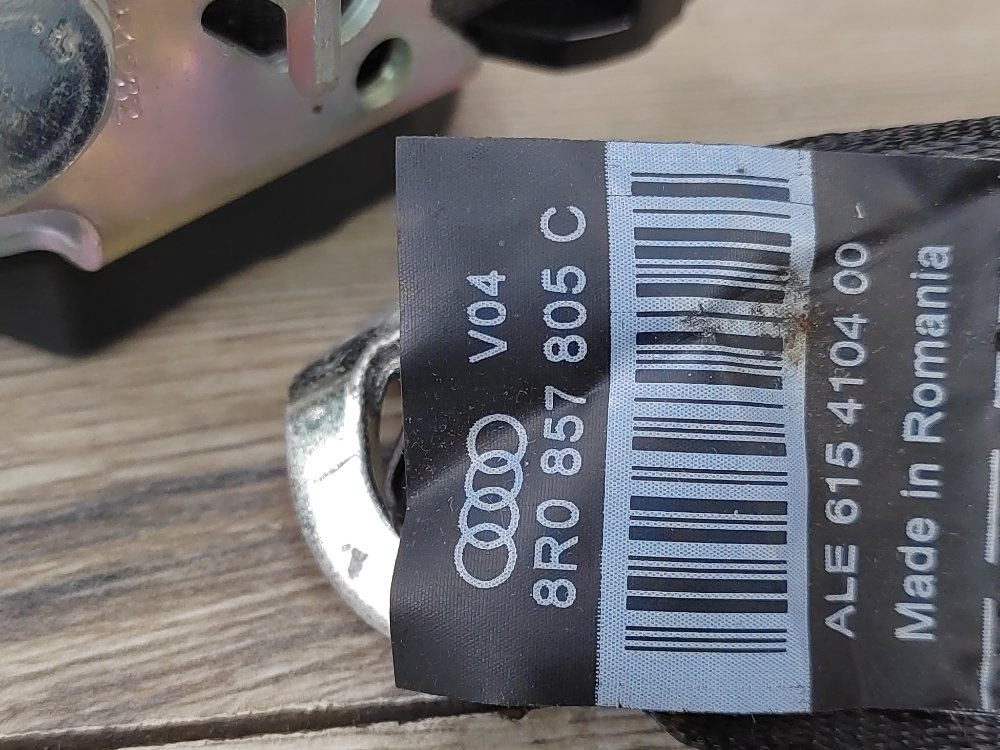 V04
8R0 857 805 C
ALE 615 4104 00
Made in Romania